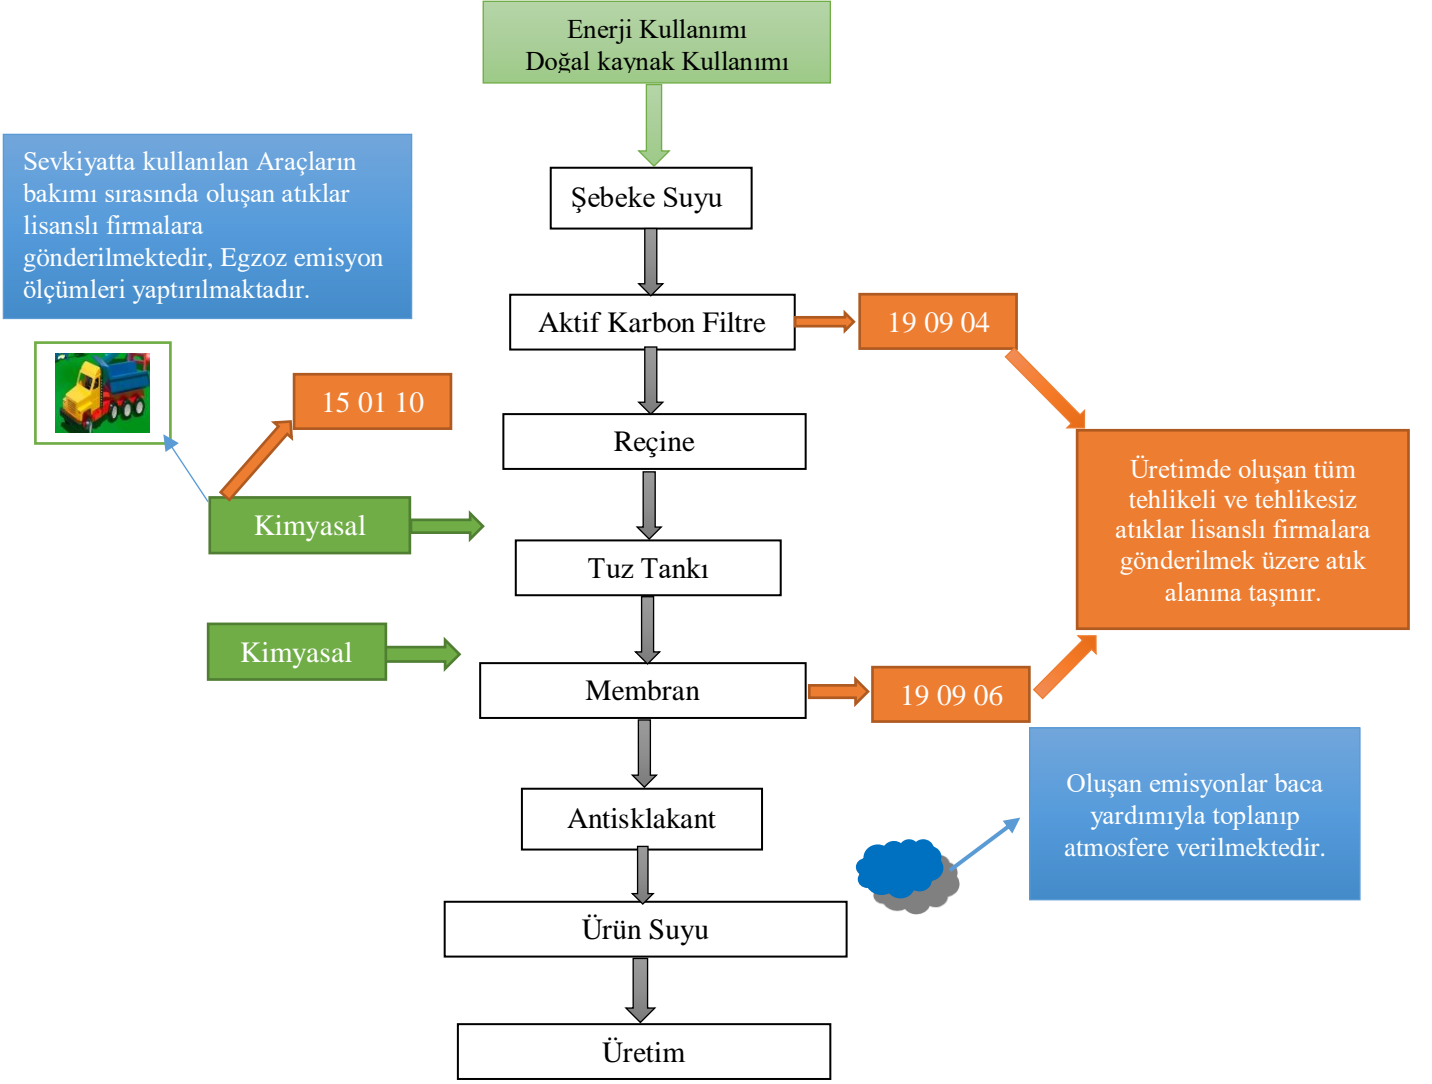 Enerji Kullanımı
Doğal kaynak Kullanımı
Sevkiyatta kullanılan Araçların
bakımı sırasında oluşan atıklar
lisanslı firmalara
gönderilmektedir, Egzoz emisyon
ölçümleri yaptırılmaktadır.
Şebeke Suyu
Aktif Karbon Filtre
19 09 04
15 01 10
Reçine
Üretimde oluşan tüm
tehlikeli ve tehlikesiz
atıklar lisanslı firmalara
gönderilmek üzere atık
alanına taşınır.
Kimyasal
Tuz Tankı
Kimyasal
Membran
19 09 06
Oluşan emisyonlar baca
yardımıyla toplanıp
atmosfere verilmektedir.
Antisklakant
Ürün Suyu
Üretim